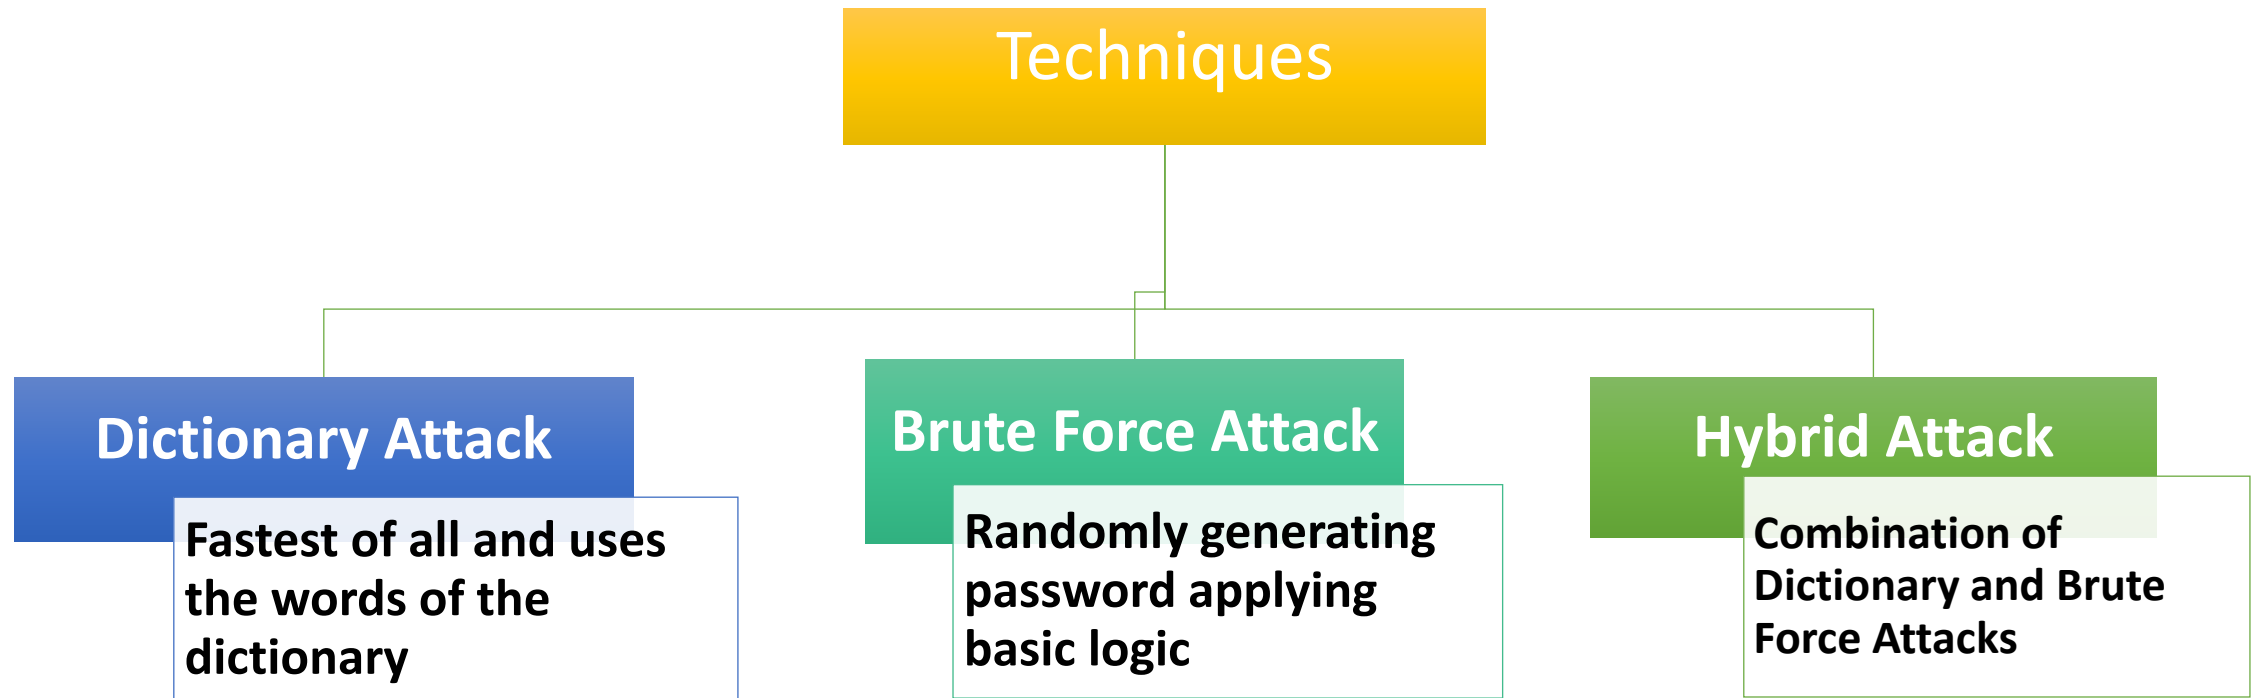 Techniques
Dictionary Attack
Fastest of all and uses
the words of the
dictionary
Brute Force Attack
Randomly generating
password applying
basic logic
Hybrid Attack
Combination of
Dictionary and Brute
Force Attacks